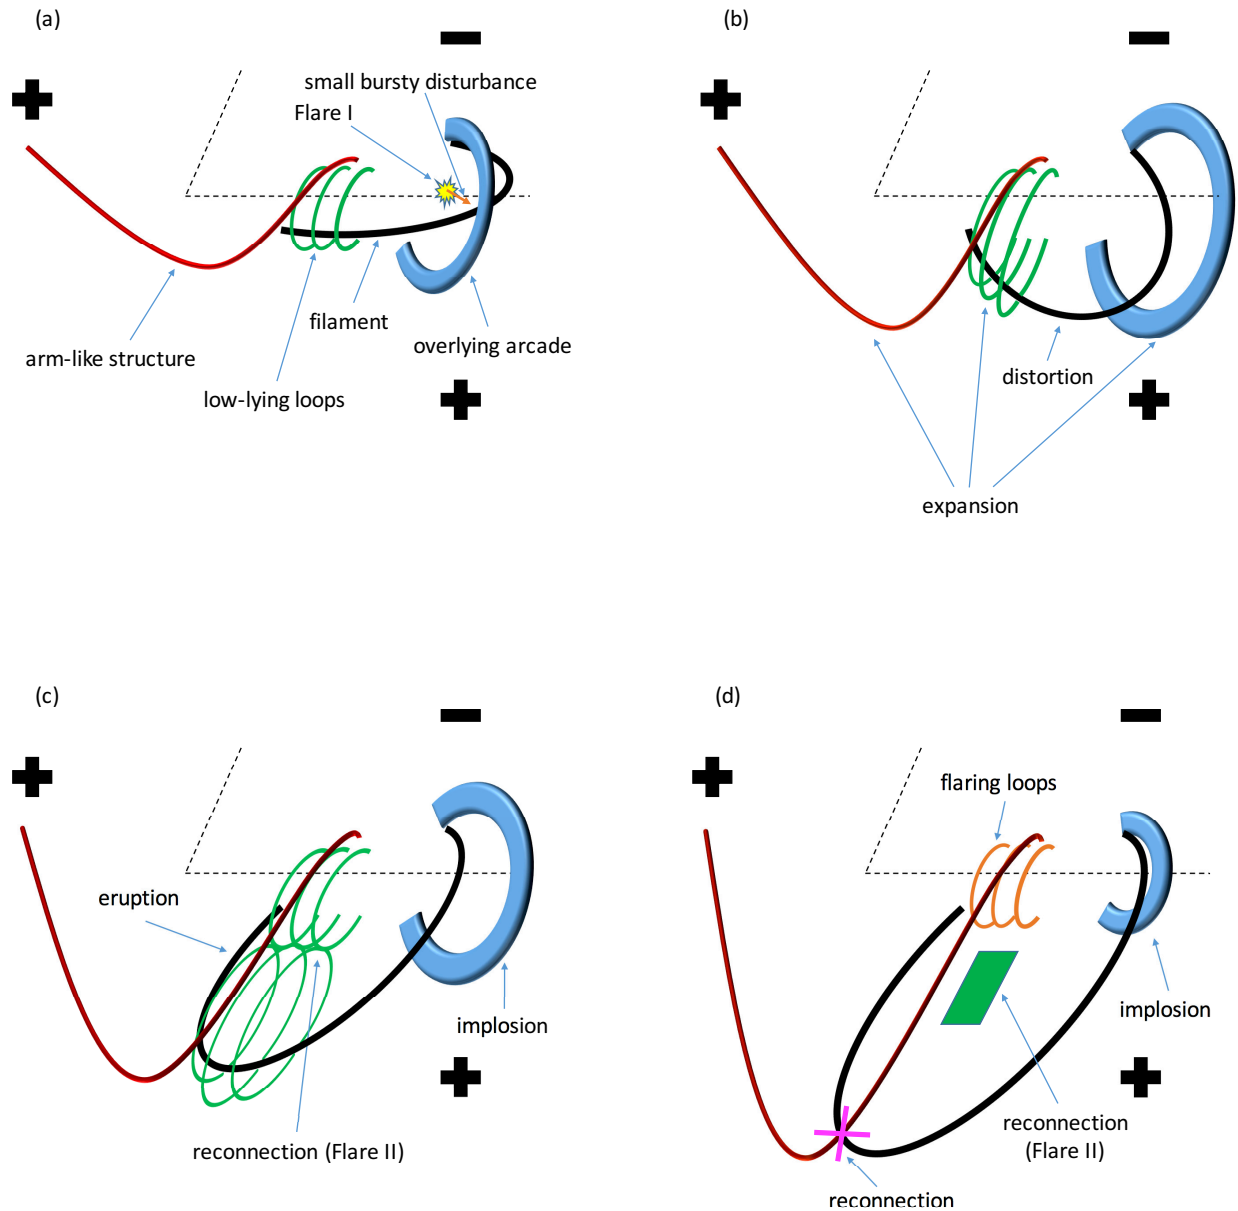 (a)
small bursty disturbance
Flare I
filament
overlying arcade
arm-like structure
low-lying loops
(b)
distortion
expansion
(c)
eruption
implosion
reconnection (Flare II)
(d)
flaring loops
implosion
reconnection
(Flare II)
reconnection